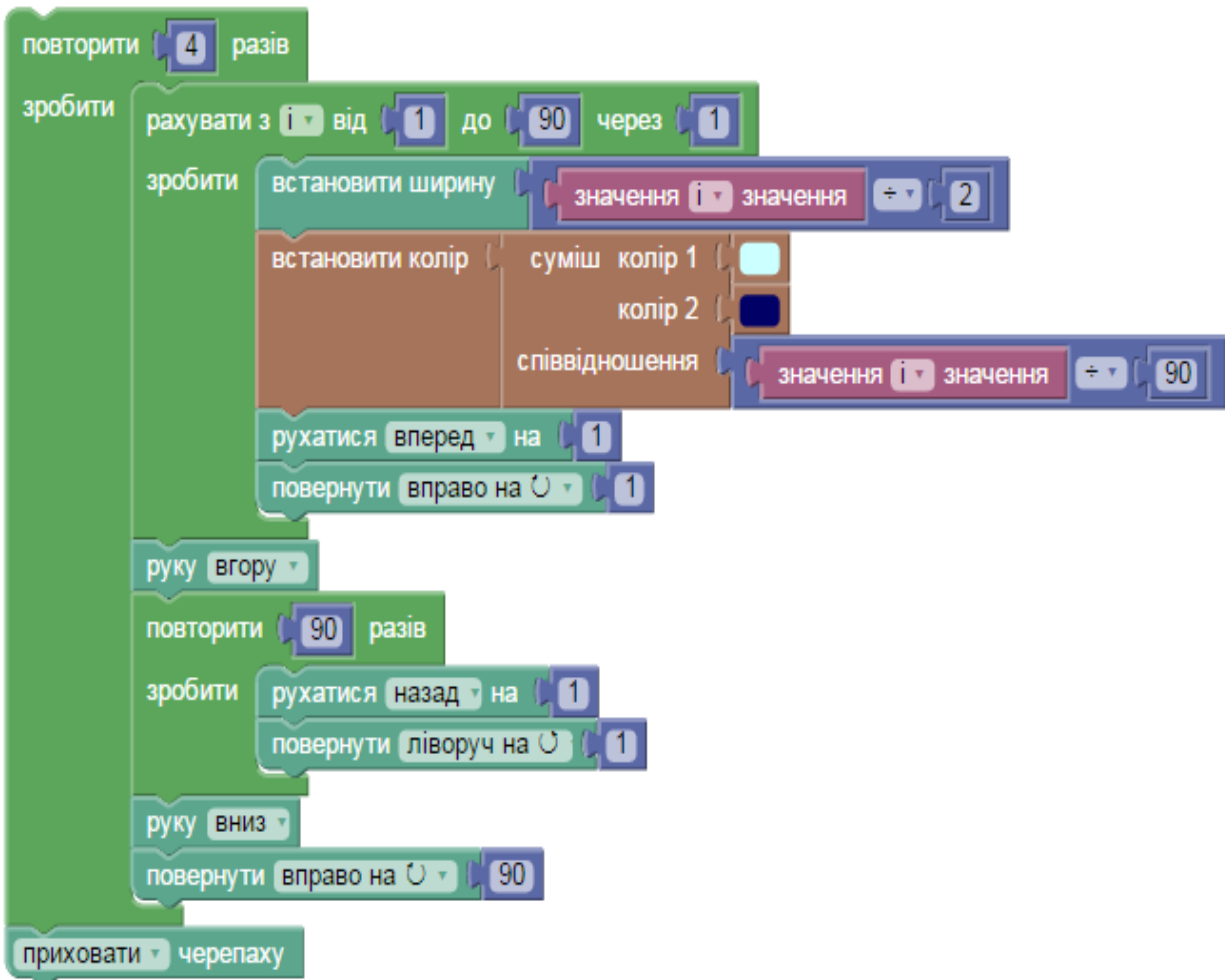 повторити 4 разів
зробити рахувати з і від 1 до 90 через 1
зробити встановити ширину значення і значення ÷ 2
встановити колір суміш колір 1
колір 2
співвідношення значення і значення ÷ 90
рухатися вперед на 1
повернути вправо на ↻ 1
руку вгору
повторити 90 разів
зробити рухатися назад на 1
повернути ліворуч на ↺ 1
руку вниз
повернути вправо на ↻ 90
приховати черепаху